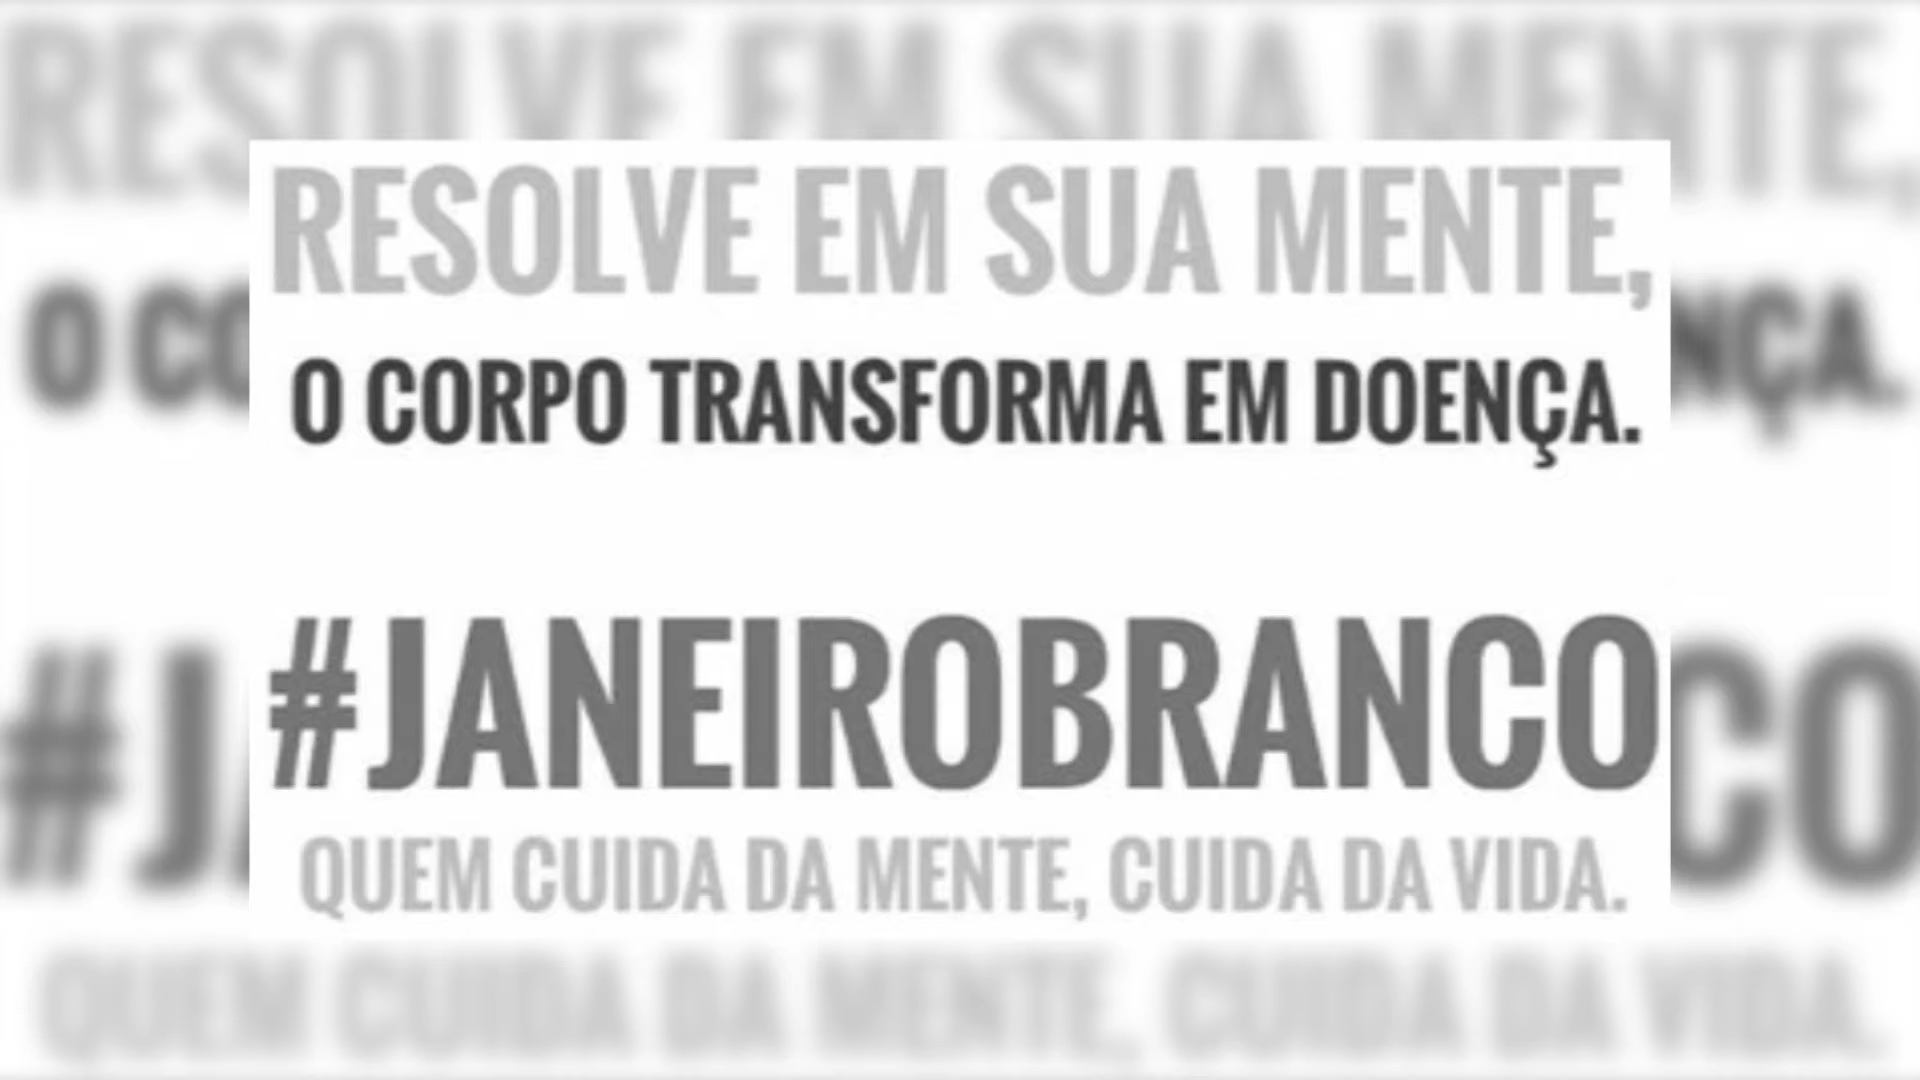 RESOLVE EM SUA MENTE,
O CORPO TRANSFORMA EM DOENÇA.
#JANEIROBRANCO
QUEM CUIDA DA MENTE, CUIDA DA VIDA.